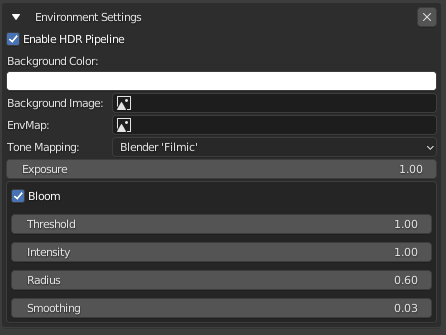 Environment Settings
Enable HDR Pipeline
Background Color:
Background Image:
EnvMap:
Tone Mapping: Blender 'Filmic'
Exposure 1.00
Bloom
Threshold 1.00
Intensity 1.00
Radius 0.60
Smoothing 0.03